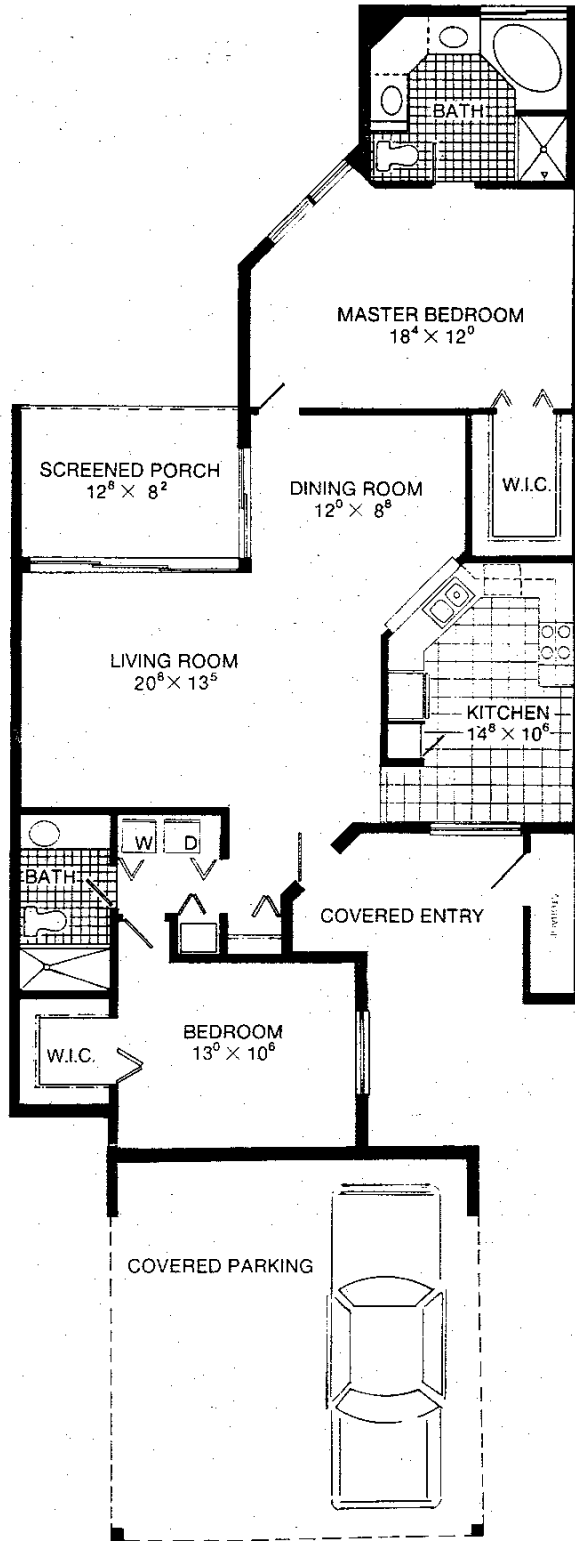 BATH
MASTER BEDROOM
18⁴ × 12⁰
SCREENED PORCH
12⁸ × 8²
DINING ROOM
12⁰ × 8⁸
W.I.C.
LIVING ROOM
20⁸ × 13⁵
KITCHEN
14⁸ × 10⁶
W D
BATH
COVERED ENTRY
STORAGE
BEDROOM
13⁰ × 10⁶
W.I.C.
COVERED PARKING